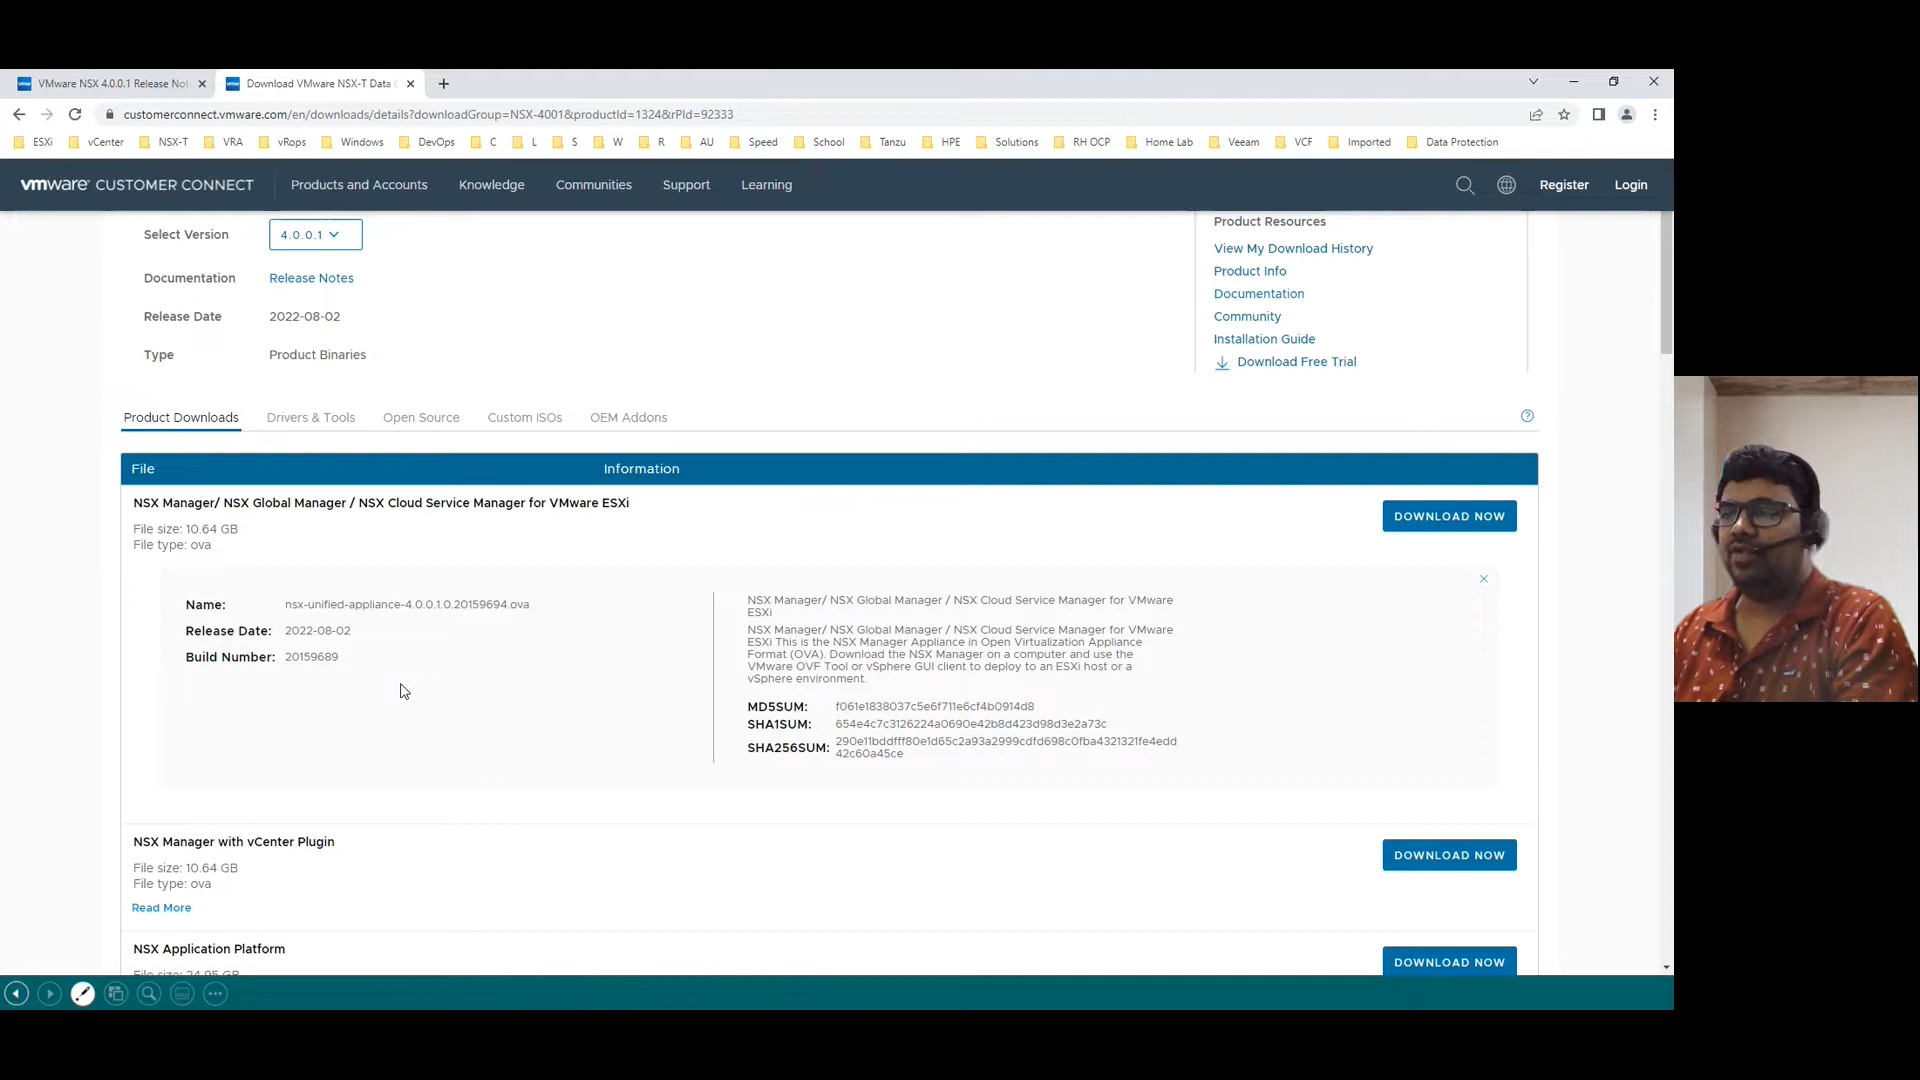 VMware NSX 4.0.0.1 Release Not
Download VMware NSX-T Data C
customerconnect.vmware.com/en/downloads/details?downloadGroup=NSX-4001&productId=1324&rPId=92333
ESXi vCenter NSX-T VRA vRops Windows DevOps C L S W R AU Speed School Tanzu HPE Solutions RH OCP Home Lab Veeam VCF Imported Data Protection
vmware® CUSTOMER CONNECT Products and Accounts Knowledge Communities Support Learning Register Login
Select Version 4.0.0.1
Documentation Release Notes
Release Date 2022-08-02
Type Product Binaries
Product Resources
View My Download History
Product Info
Documentation
Community
Installation Guide
Download Free Trial
Product Downloads Drivers & Tools Open Source Custom ISOs OEM Addons
File Information
NSX Manager/ NSX Global Manager / NSX Cloud Service Manager for VMware ESXi
File size: 10.64 GB
File type: ova
DOWNLOAD NOW
Name: nsx-unified-appliance-4.0.0.1.0.20159694.ova
Release Date: 2022-08-02
Build Number: 20159689
NSX Manager/ NSX Global Manager / NSX Cloud Service Manager for VMware
ESXi
NSX Manager/ NSX Global Manager / NSX Cloud Service Manager for VMware
ESXi This is the NSX Manager Appliance in Open Virtualization Appliance
Format (OVA). Download the NSX Manager on a computer and use the
VMware OVF Tool or vSphere GUI client to deploy to an ESXi host or a
vSphere environment.
MD5SUM: f061e1838037c5e6f711e6cf4b0914d8
SHA1SUM: 654e4c7c3126224a0690e42b8d423d98d3e2a73c
SHA256SUM: 290e11bddfff80e1d65c2a93a2999cdfd698c0fba4321321fe4edd
42c60a45ce
NSX Manager with vCenter Plugin
File size: 10.64 GB
File type: ova
Read More
DOWNLOAD NOW
NSX Application Platform
File size: 24.95 GB
DOWNLOAD NOW